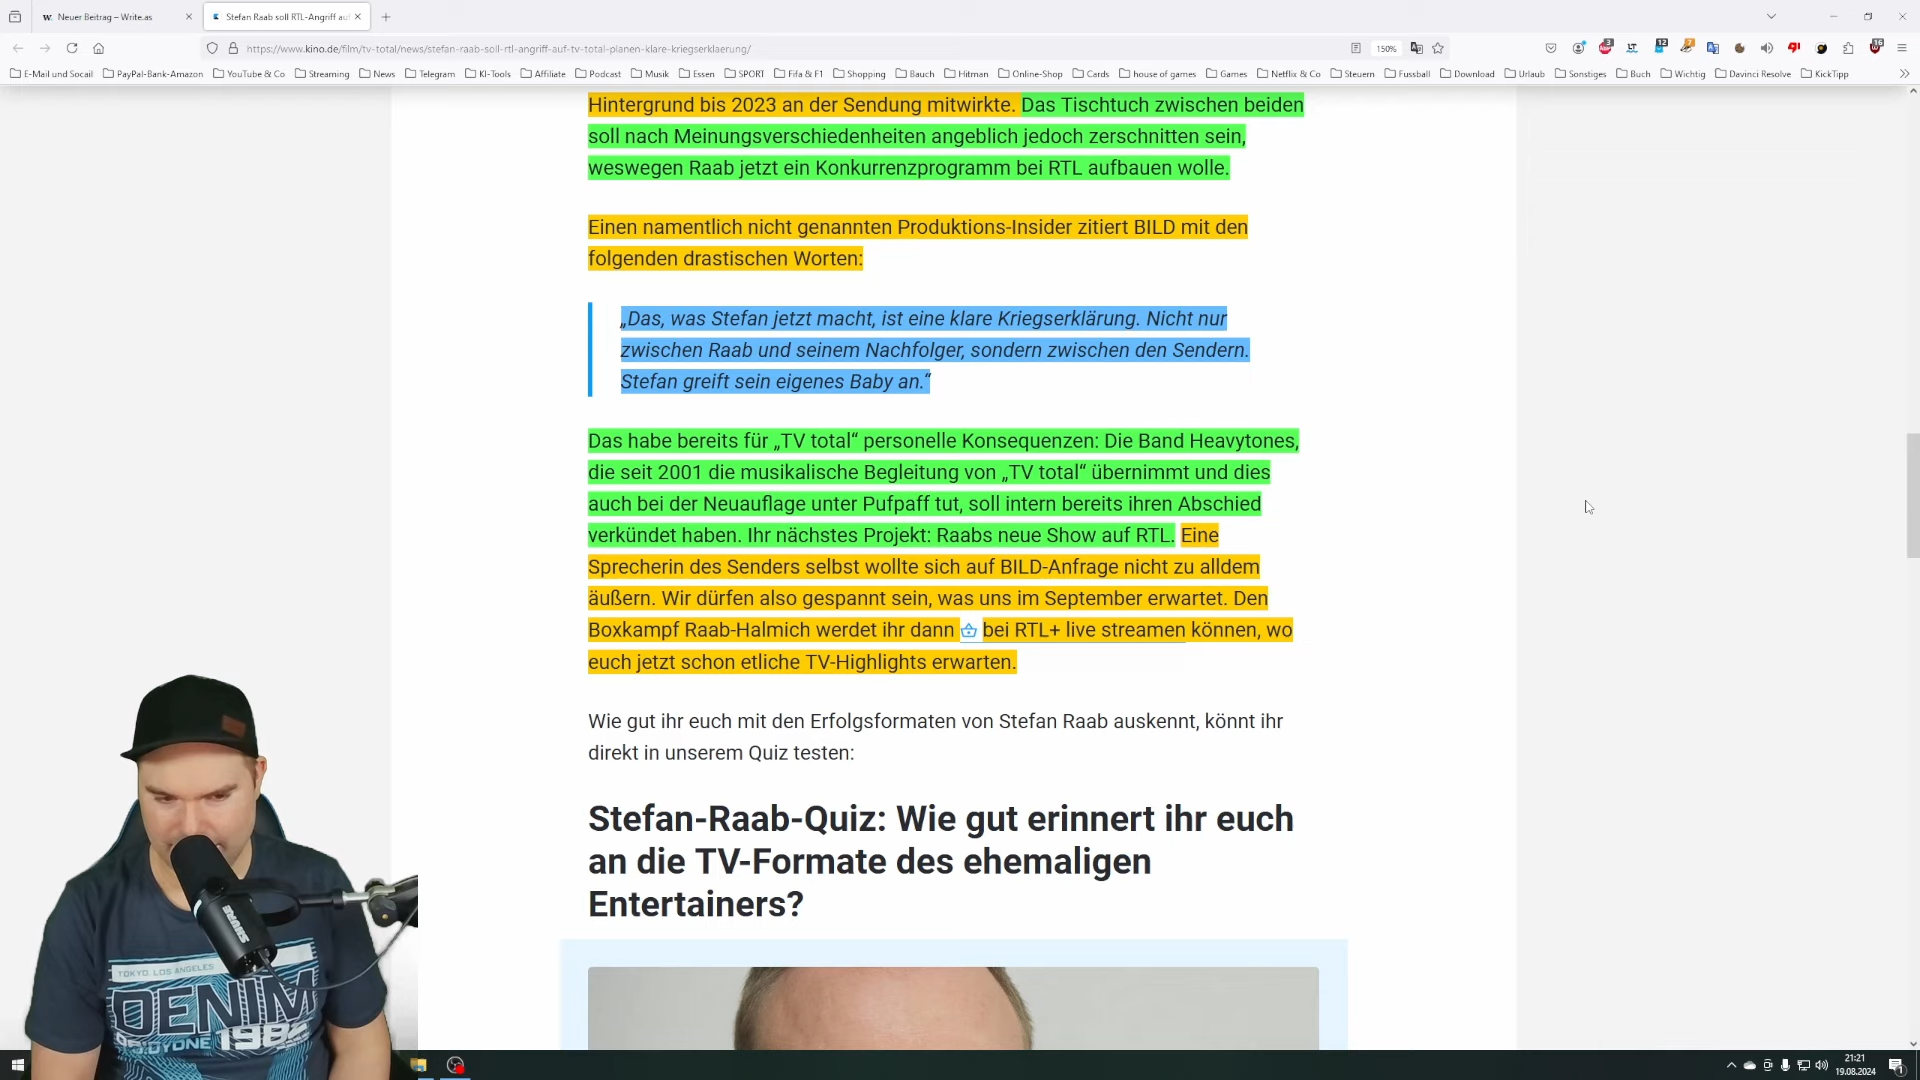 Neuer Beitrag — Write.as
Stefan Raab soll RTL-Angriff auf
https://www.kino.de/film/tv-total/news/stefan-raab-soll-rtl-angriff-auf-tv-total-planen-klare-kriegserklaerung/
150%
E-Mail und Socail
PayPal-Bank-Amazon
YouTube & Co
Streaming
News
Telegram
KI-Tools
Affiliate
Podcast
Musik
Essen
SPORT
Fifa & F1
Shopping
Bauch
Hitman
Online-Shop
Cards
house of games
Games
Netflix & Co
Steuern
Fussball
Download
Urlaub
Sonstiges
Buch
Wichtig
Davinci Resolve
KickTipp
Hintergrund bis 2023 an der Sendung mitwirkte. Das Tischtuch zwischen beiden
soll nach Meinungsverschiedenheiten angeblich jedoch zerschnitten sein,
weswegen Raab jetzt ein Konkurrenzprogramm bei RTL aufbauen wolle.
Einen namentlich nicht genannten Produktions-Insider zitiert BILD mit den
folgenden drastischen Worten:
„Das, was Stefan jetzt macht, ist eine klare Kriegserklärung. Nicht nur
zwischen Raab und seinem Nachfolger, sondern zwischen den Sendern.
Stefan greift sein eigenes Baby an.“
Das habe bereits für „TV total“ personelle Konsequenzen: Die Band Heavytones,
die seit 2001 die musikalische Begleitung von „TV total“ übernimmt und dies
auch bei der Neuauflage unter Pufpaff tut, soll intern bereits ihren Abschied
verkündet haben. Ihr nächstes Projekt: Raabs neue Show auf RTL. Eine
Sprecherin des Senders selbst wollte sich auf BILD-Anfrage nicht zu alldem
äußern. Wir dürfen also gespannt sein, was uns im September erwartet. Den
Boxkampf Raab-Halmich werdet ihr dann bei RTL+ live streamen können, wo
euch jetzt schon etliche TV-Highlights erwarten.
Wie gut ihr euch mit den Erfolgsformaten von Stefan Raab auskennt, könnt ihr
direkt in unserem Quiz testen:
Stefan-Raab-Quiz: Wie gut erinnert ihr euch
an die TV-Formate des ehemaligen
Entertainers?
SHURE
TOKYO. LOS ANGELES
DENIM
21:21
19.08.2024